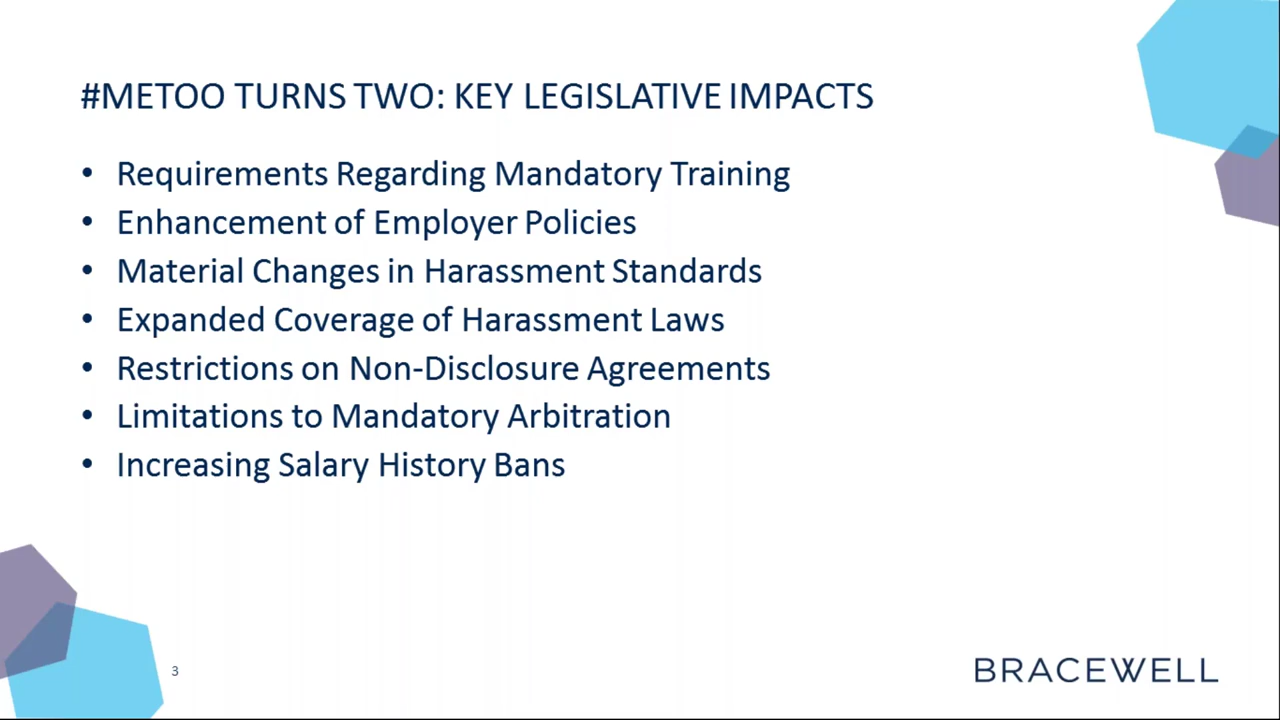 #METOO TURNS TWO: KEY LEGISLATIVE IMPACTS
• Requirements Regarding Mandatory Training
• Enhancement of Employer Policies
• Material Changes in Harassment Standards
• Expanded Coverage of Harassment Laws
• Restrictions on Non-Disclosure Agreements
• Limitations to Mandatory Arbitration
• Increasing Salary History Bans
3
BRACEWELL